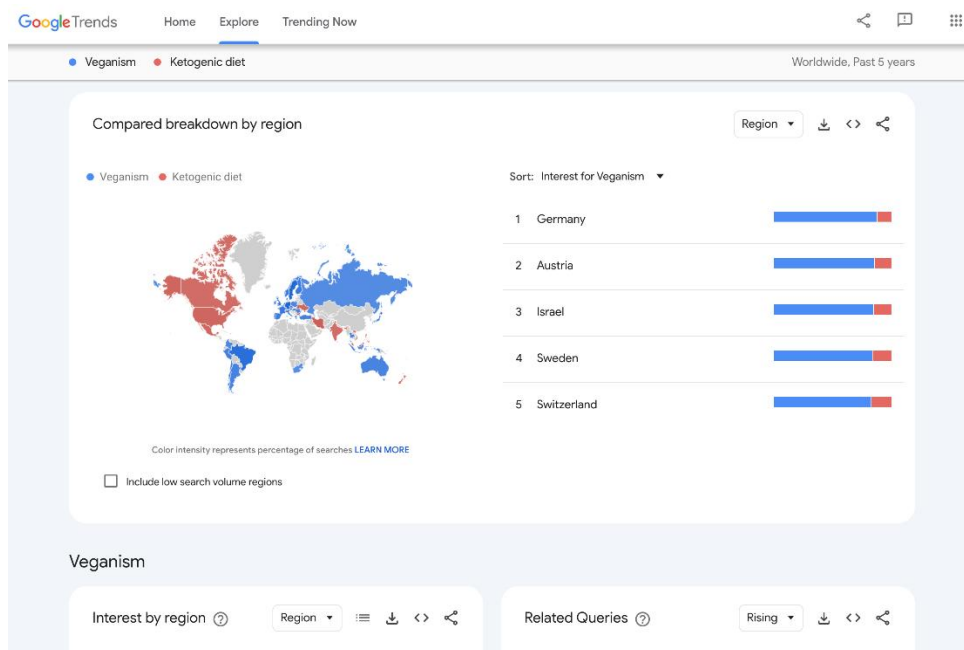 GoogleTrends Home Explore Trending Now
Veganism Ketogenic diet Worldwide, Past 5 years
Compared breakdown by region Region
Veganism Ketogenic diet
Sort: Interest for Veganism
1 Germany
2 Austria
3 Israel
4 Sweden
5 Switzerland
Color intensity represents percentage of searches LEARN MORE
Include low search volume regions
Veganism
Interest by region Region
Related Queries Rising